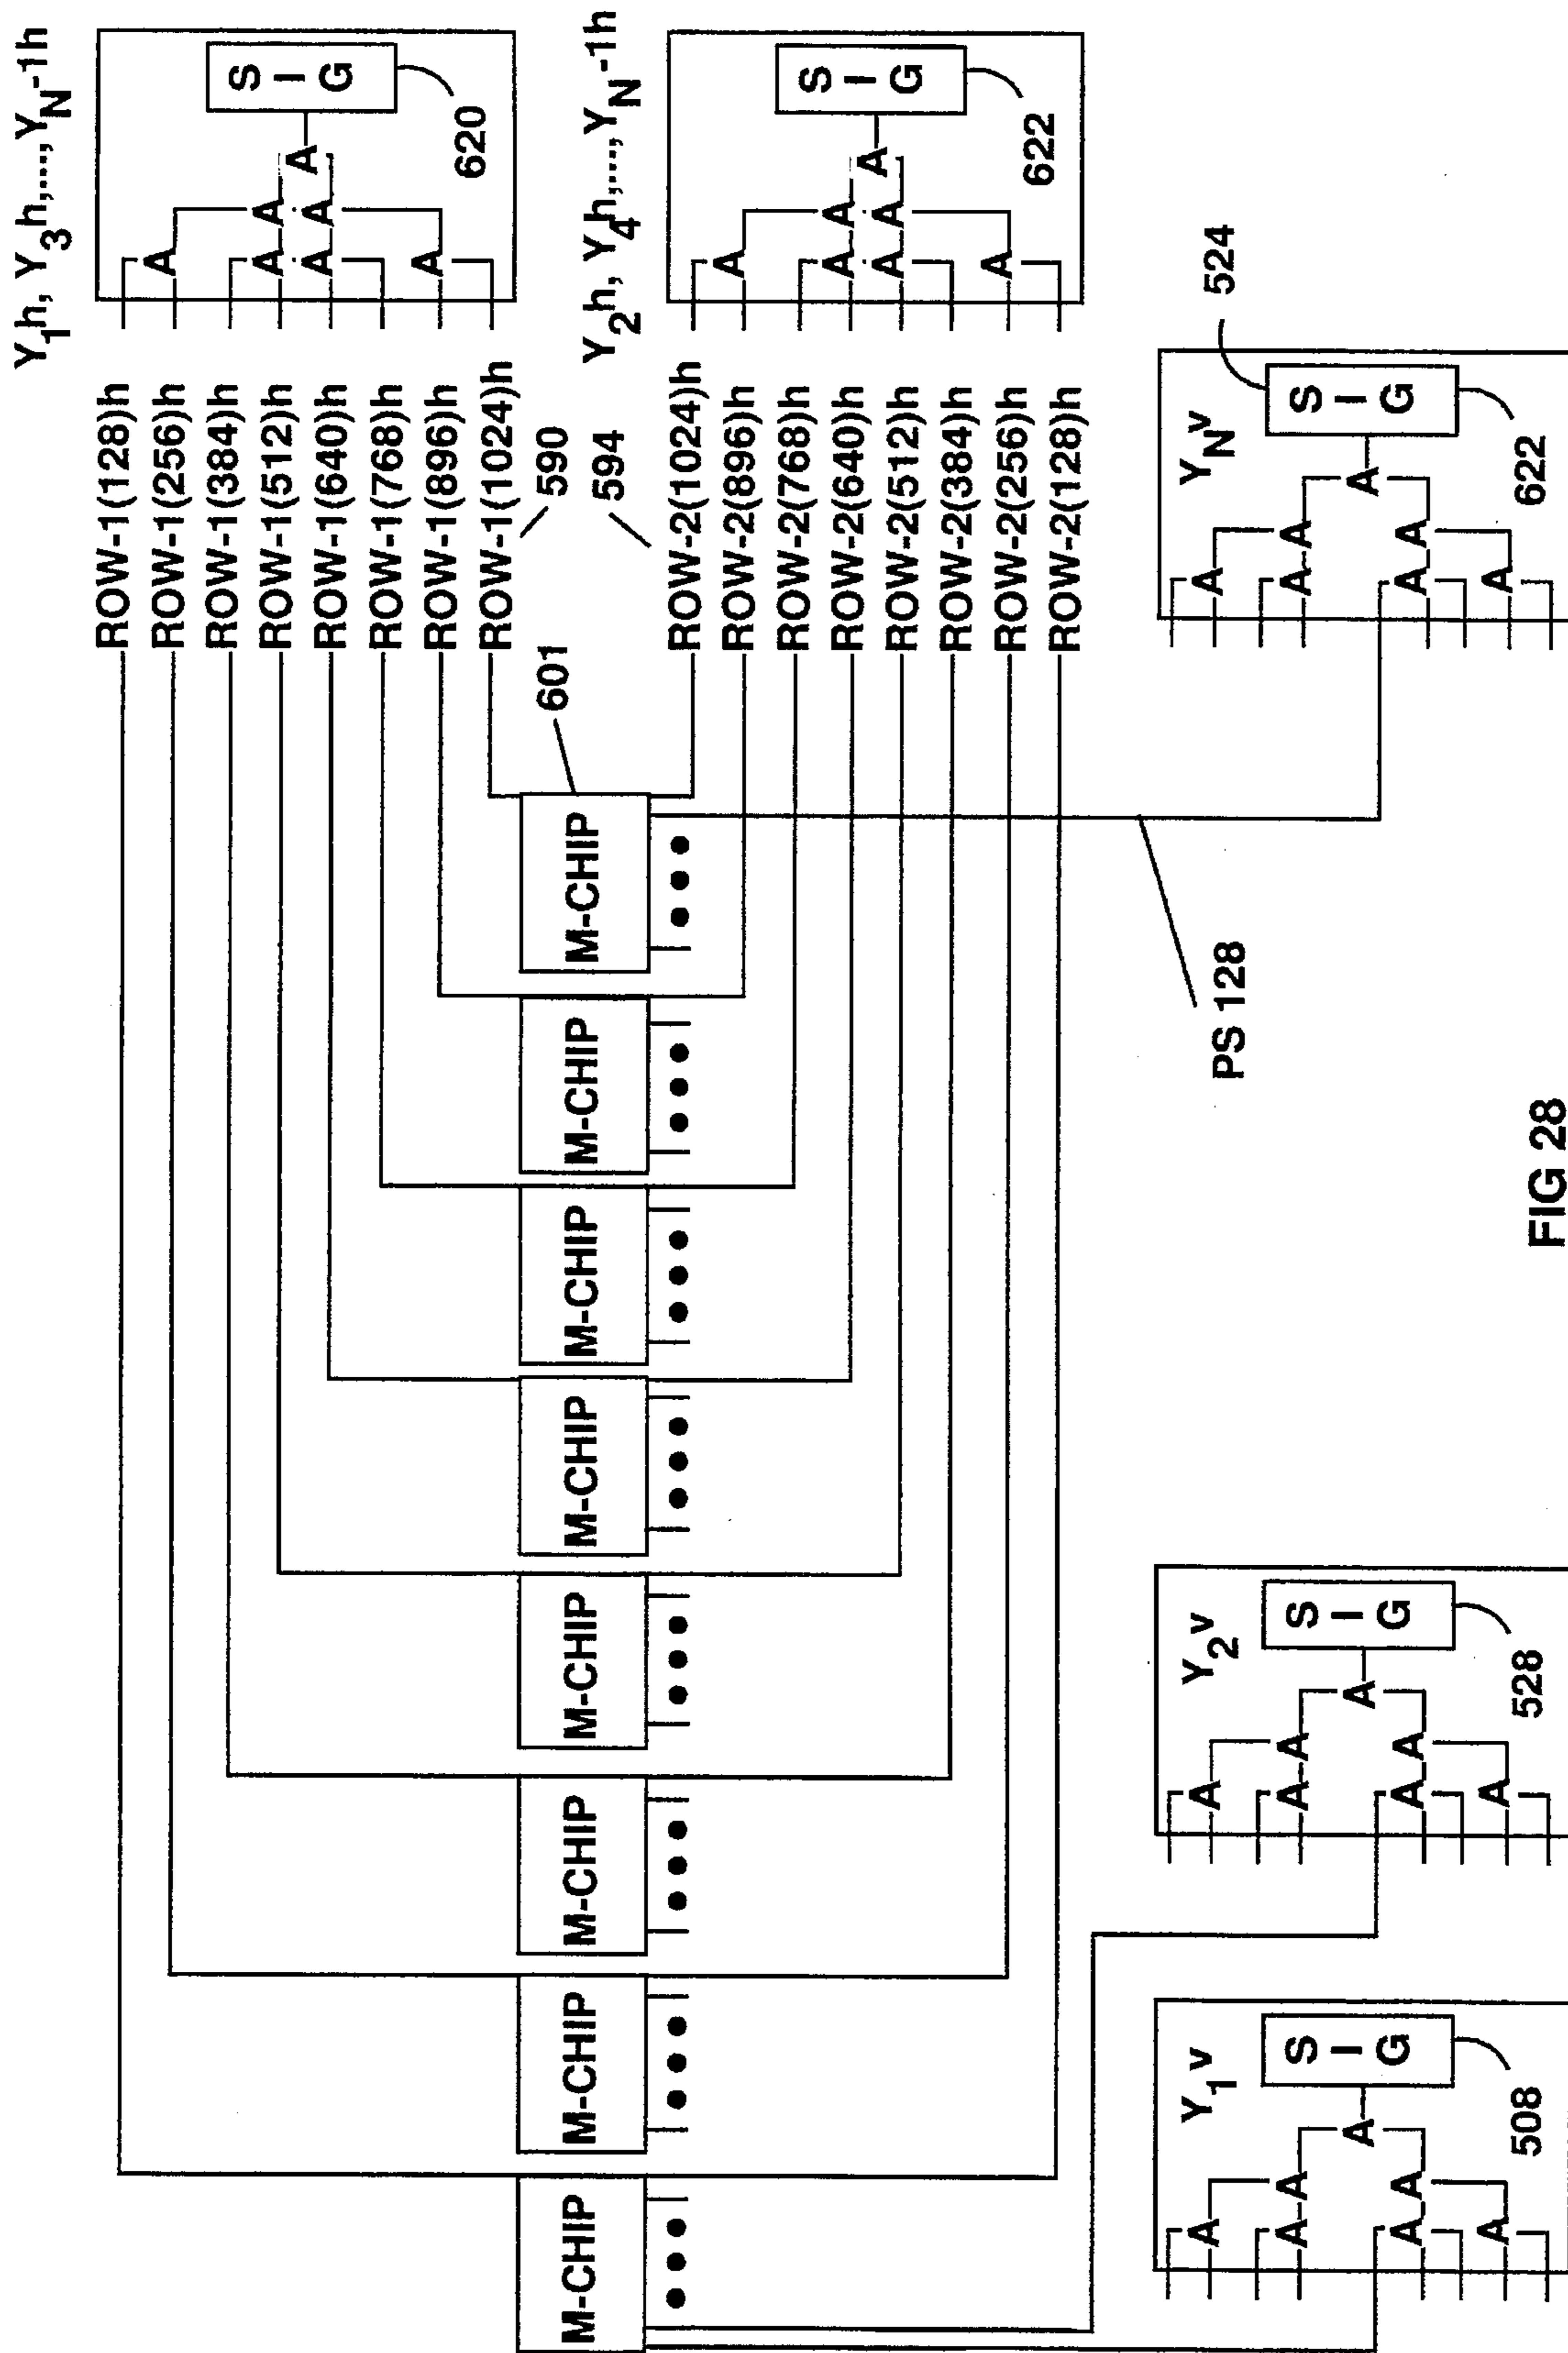 Y1h, Y3h,...,YN-1h
S I G
620
A
A
A
A
A
A
A
Y2h, Y4h,...,YN-1h
S I G
622
A
A
A
A
A
A
A
ROW-1(128)h
ROW-1(256)h
ROW-1(384)h
ROW-1(512)h
ROW-1(640)h
ROW-1(768)h
ROW-1(896)h
ROW-1(1024)h
590
594
ROW-2(1024)h
ROW-2(896)h
ROW-2(768)h
ROW-2(640)h
ROW-2(512)h
ROW-2(384)h
ROW-2(256)h
ROW-2(128)h
601
M-CHIP
M-CHIP
M-CHIP
M-CHIP
M-CHIP
M-CHIP
M-CHIP
M-CHIP
PS 128
Y1v
S I G
508
A
A
A
A
A
A
A
Y2v
S I G
528
A
A
A
A
A
A
A
YNv
524
S I G
622
A
A
A
A
A
A
A
FIG 28